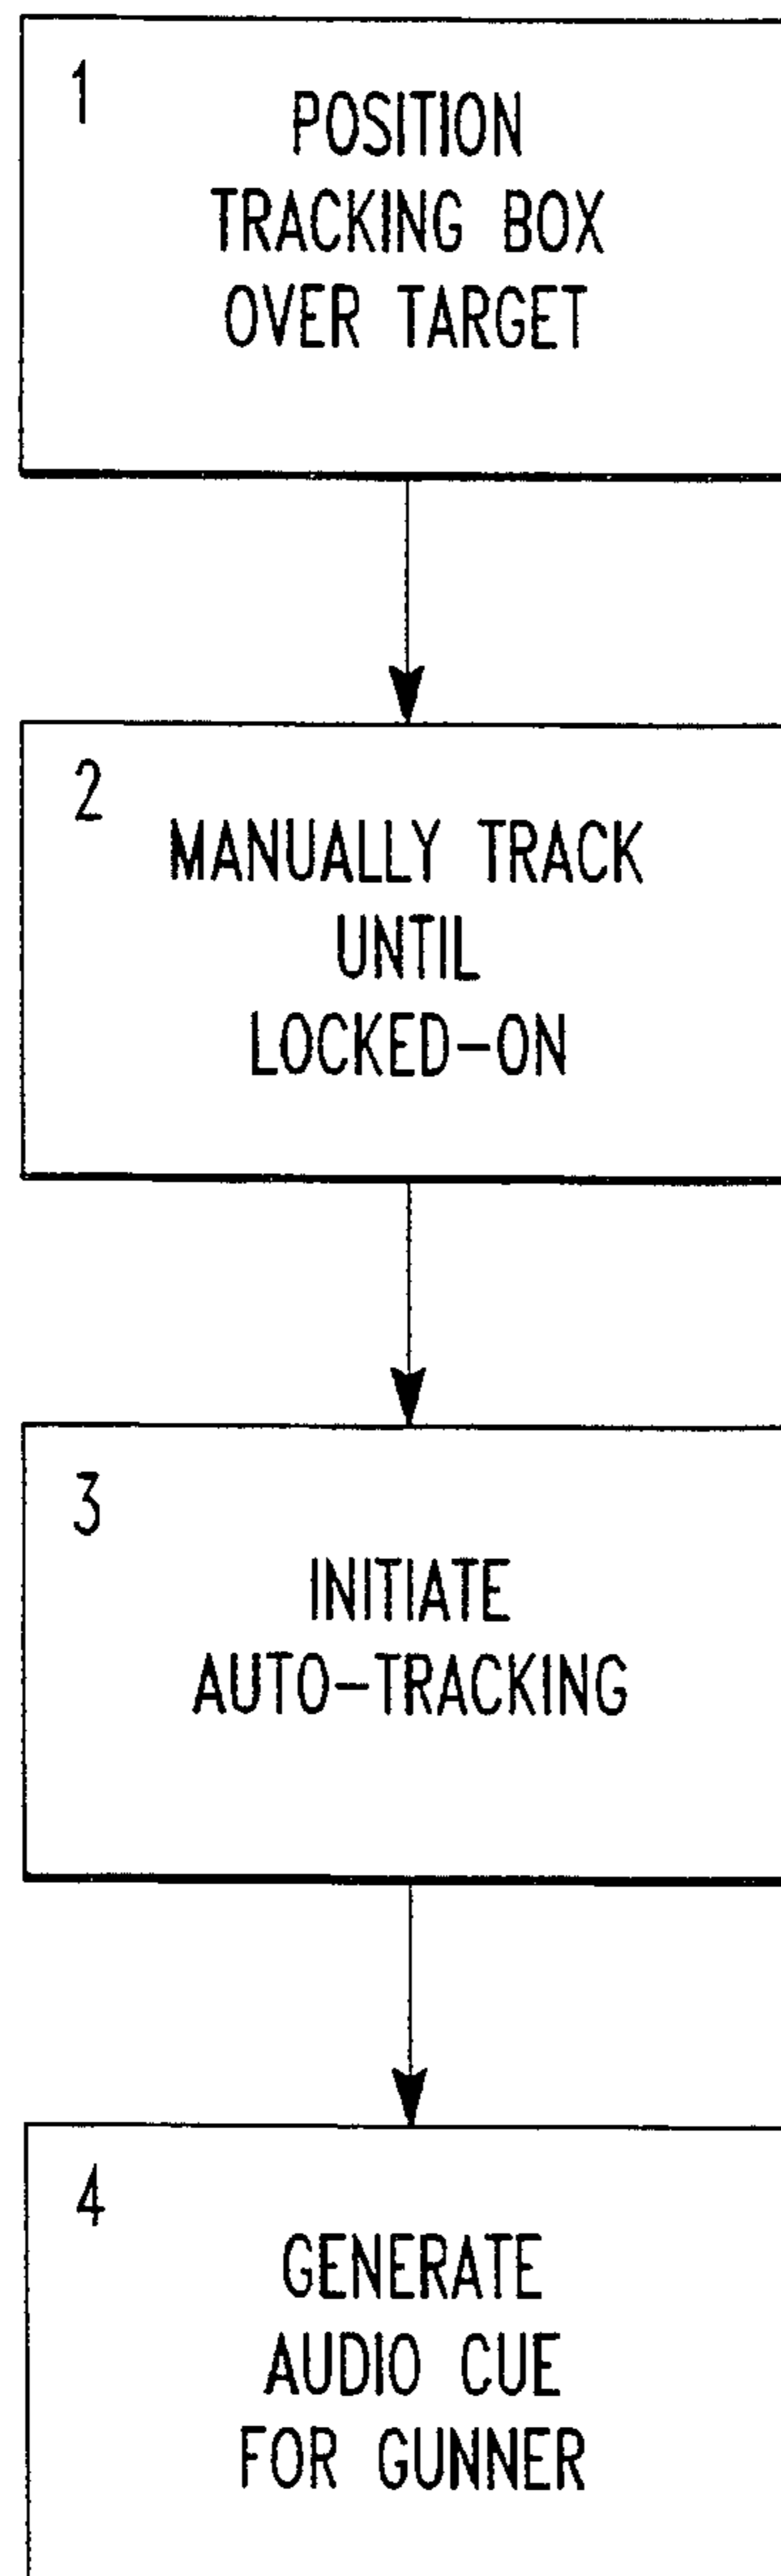 1
POSITION
TRACKING BOX
OVER TARGET
2
MANUALLY TRACK
UNTIL
LOCKED-ON
3
INITIATE
AUTO-TRACKING
4
GENERATE
AUDIO CUE
FOR GUNNER